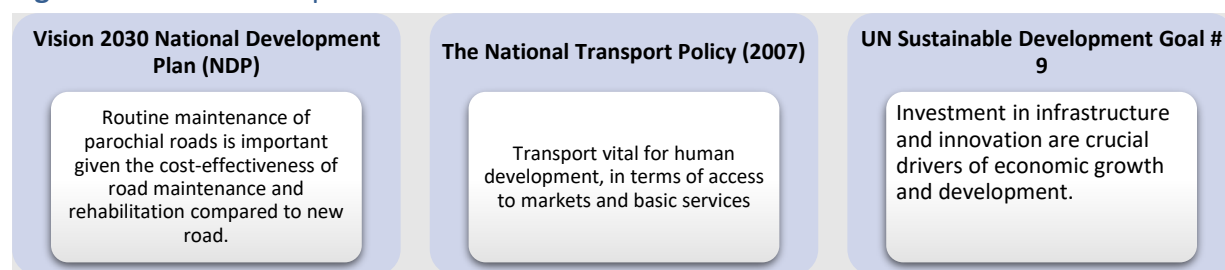 Vision 2030 National Development
Plan (NDP)
Routine maintenance of
parochial roads is important
given the cost-effectiveness of
road maintenance and
rehabilitation compared to new
road.
The National Transport Policy (2007)
Transport vital for human
development, in terms of access
to markets and basic services
UN Sustainable Development Goal #
9
Investment in infrastructure
and innovation are crucial
drivers of economic growth
and development.